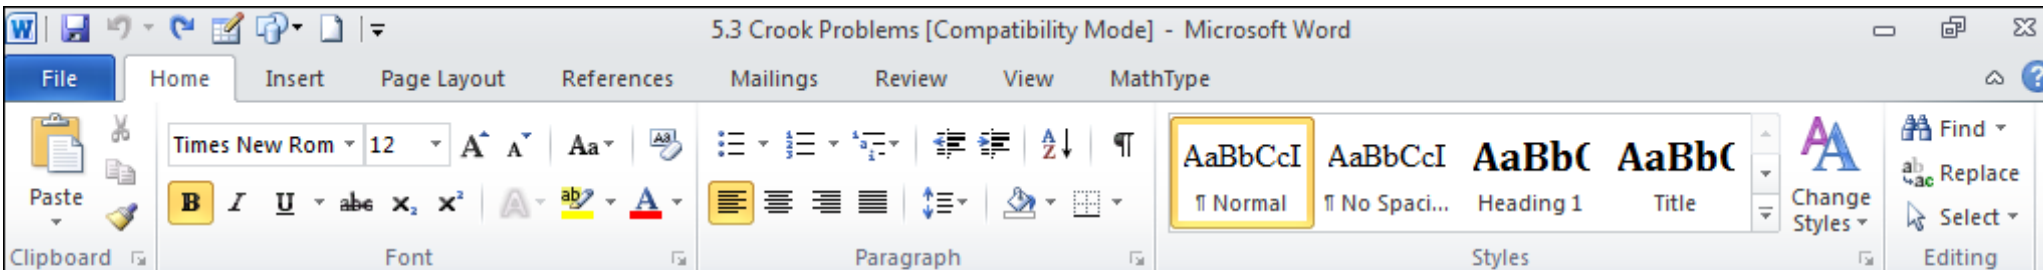 5.3 Crook Problems [Compatibility Mode] - Microsoft Word
File Home Insert Page Layout References Mailings Review View MathType
Times New Rom 12 A A Aa
Paste B I U abc x₂ x² A ab A
AaBbCcI AaBbCcI AaBb( AaBb(
¶ Normal ¶ No Spaci... Heading 1 Title
Change Styles
Find
Replace
Select
Clipboard Font Paragraph Styles Editing